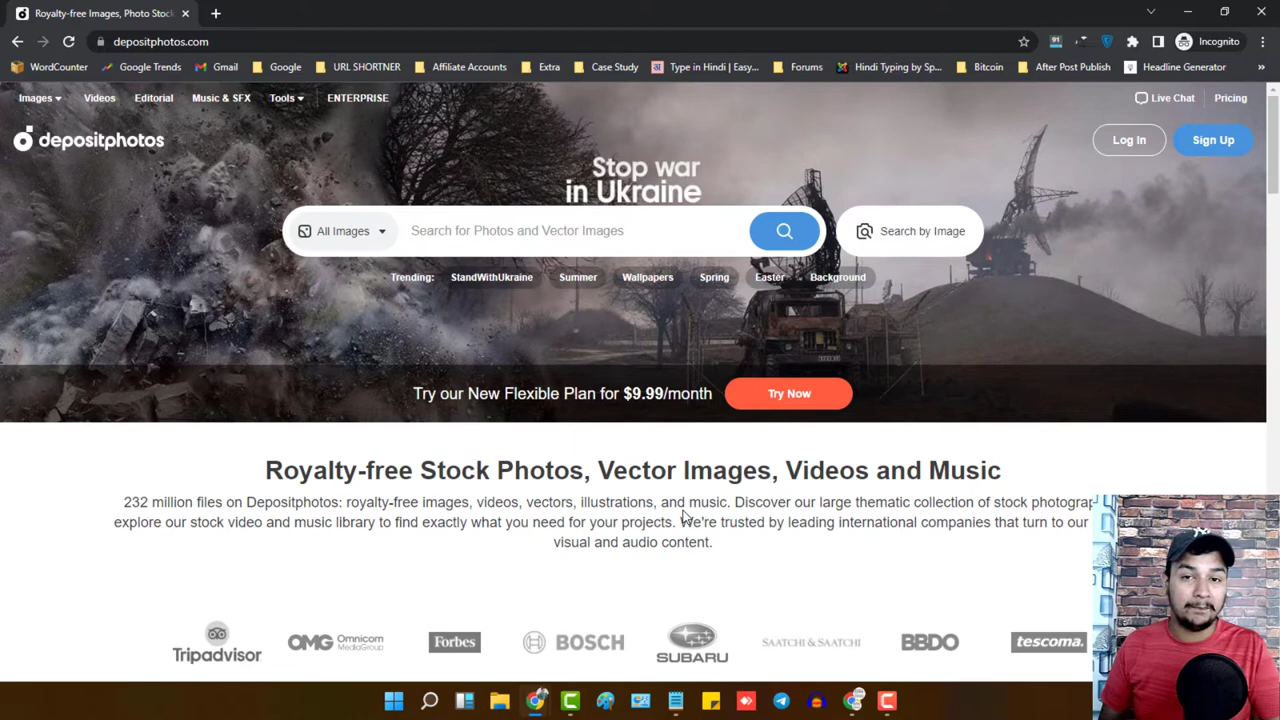 Royalty-free Images, Photo Stoc
depositphotos.com
91
Incognito
WordCounter
Google Trends
Gmail
Google
URL SHORTNER
Affiliate Accounts
Extra
Case Study
Type in Hindi | Easy...
Forums
Hindi Typing by Sp...
Bitcoin
After Post Publish
Headline Generator
»
Images Videos Editorial Music & SFX Tools ENTERPRISE
Live Chat Pricing
depositphotos
Log In Sign Up
Stop war
in Ukraine
All Images Search for Photos and Vector Images Search by Image
Trending: StandWithUkraine Summer Wallpapers Spring Easter Background
Try our New Flexible Plan for $9.99/month Try Now
Royalty-free Stock Photos, Vector Images, Videos and Music
232 million files on Depositphotos: royalty-free images, videos, vectors, illustrations, and music. Discover our large thematic collection of stock photograp
explore our stock video and music library to find exactly what you need for your projects. We're trusted by leading international companies that turn to our
visual and audio content.
Tripadvisor
OMG Omnicom
MediaGroup
Forbes
BOSCH
SUBARU
SAATCHI & SAATCHI
BBDO
tescoma.